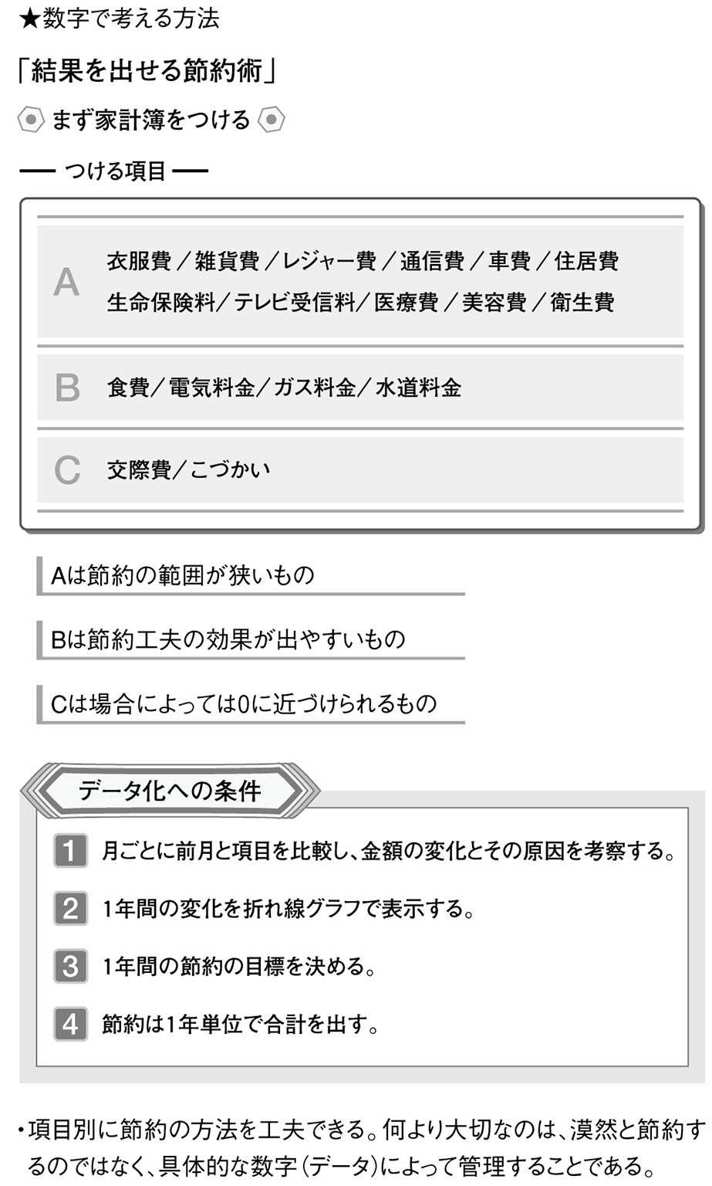 ★数字で考える方法
「結果を出せる節約術」
まず家計簿をつける
つける項目
A
衣服費／雑貨費／レジャー費／通信費／車費／住居費
生命保険料／テレビ受信料／医療費／美容費／衛生費
B 食費／電気料金／ガス料金／水道料金
C 交際費／こづかい
Aは節約の範囲が狭いもの
Bは節約工夫の効果が出やすいもの
Cは場合によっては0に近づけられるもの
データ化への条件
1 月ごとに前月と項目を比較し、金額の変化とその原因を考察する。
2 1年間の変化を折れ線グラフで表示する。
3 1年間の節約の目標を決める。
4 節約は1年単位で合計を出す。
・項目別に節約の方法を工夫できる。何より大切なのは、漠然と節約す
るのではなく、具体的な数字（データ）によって管理することである。